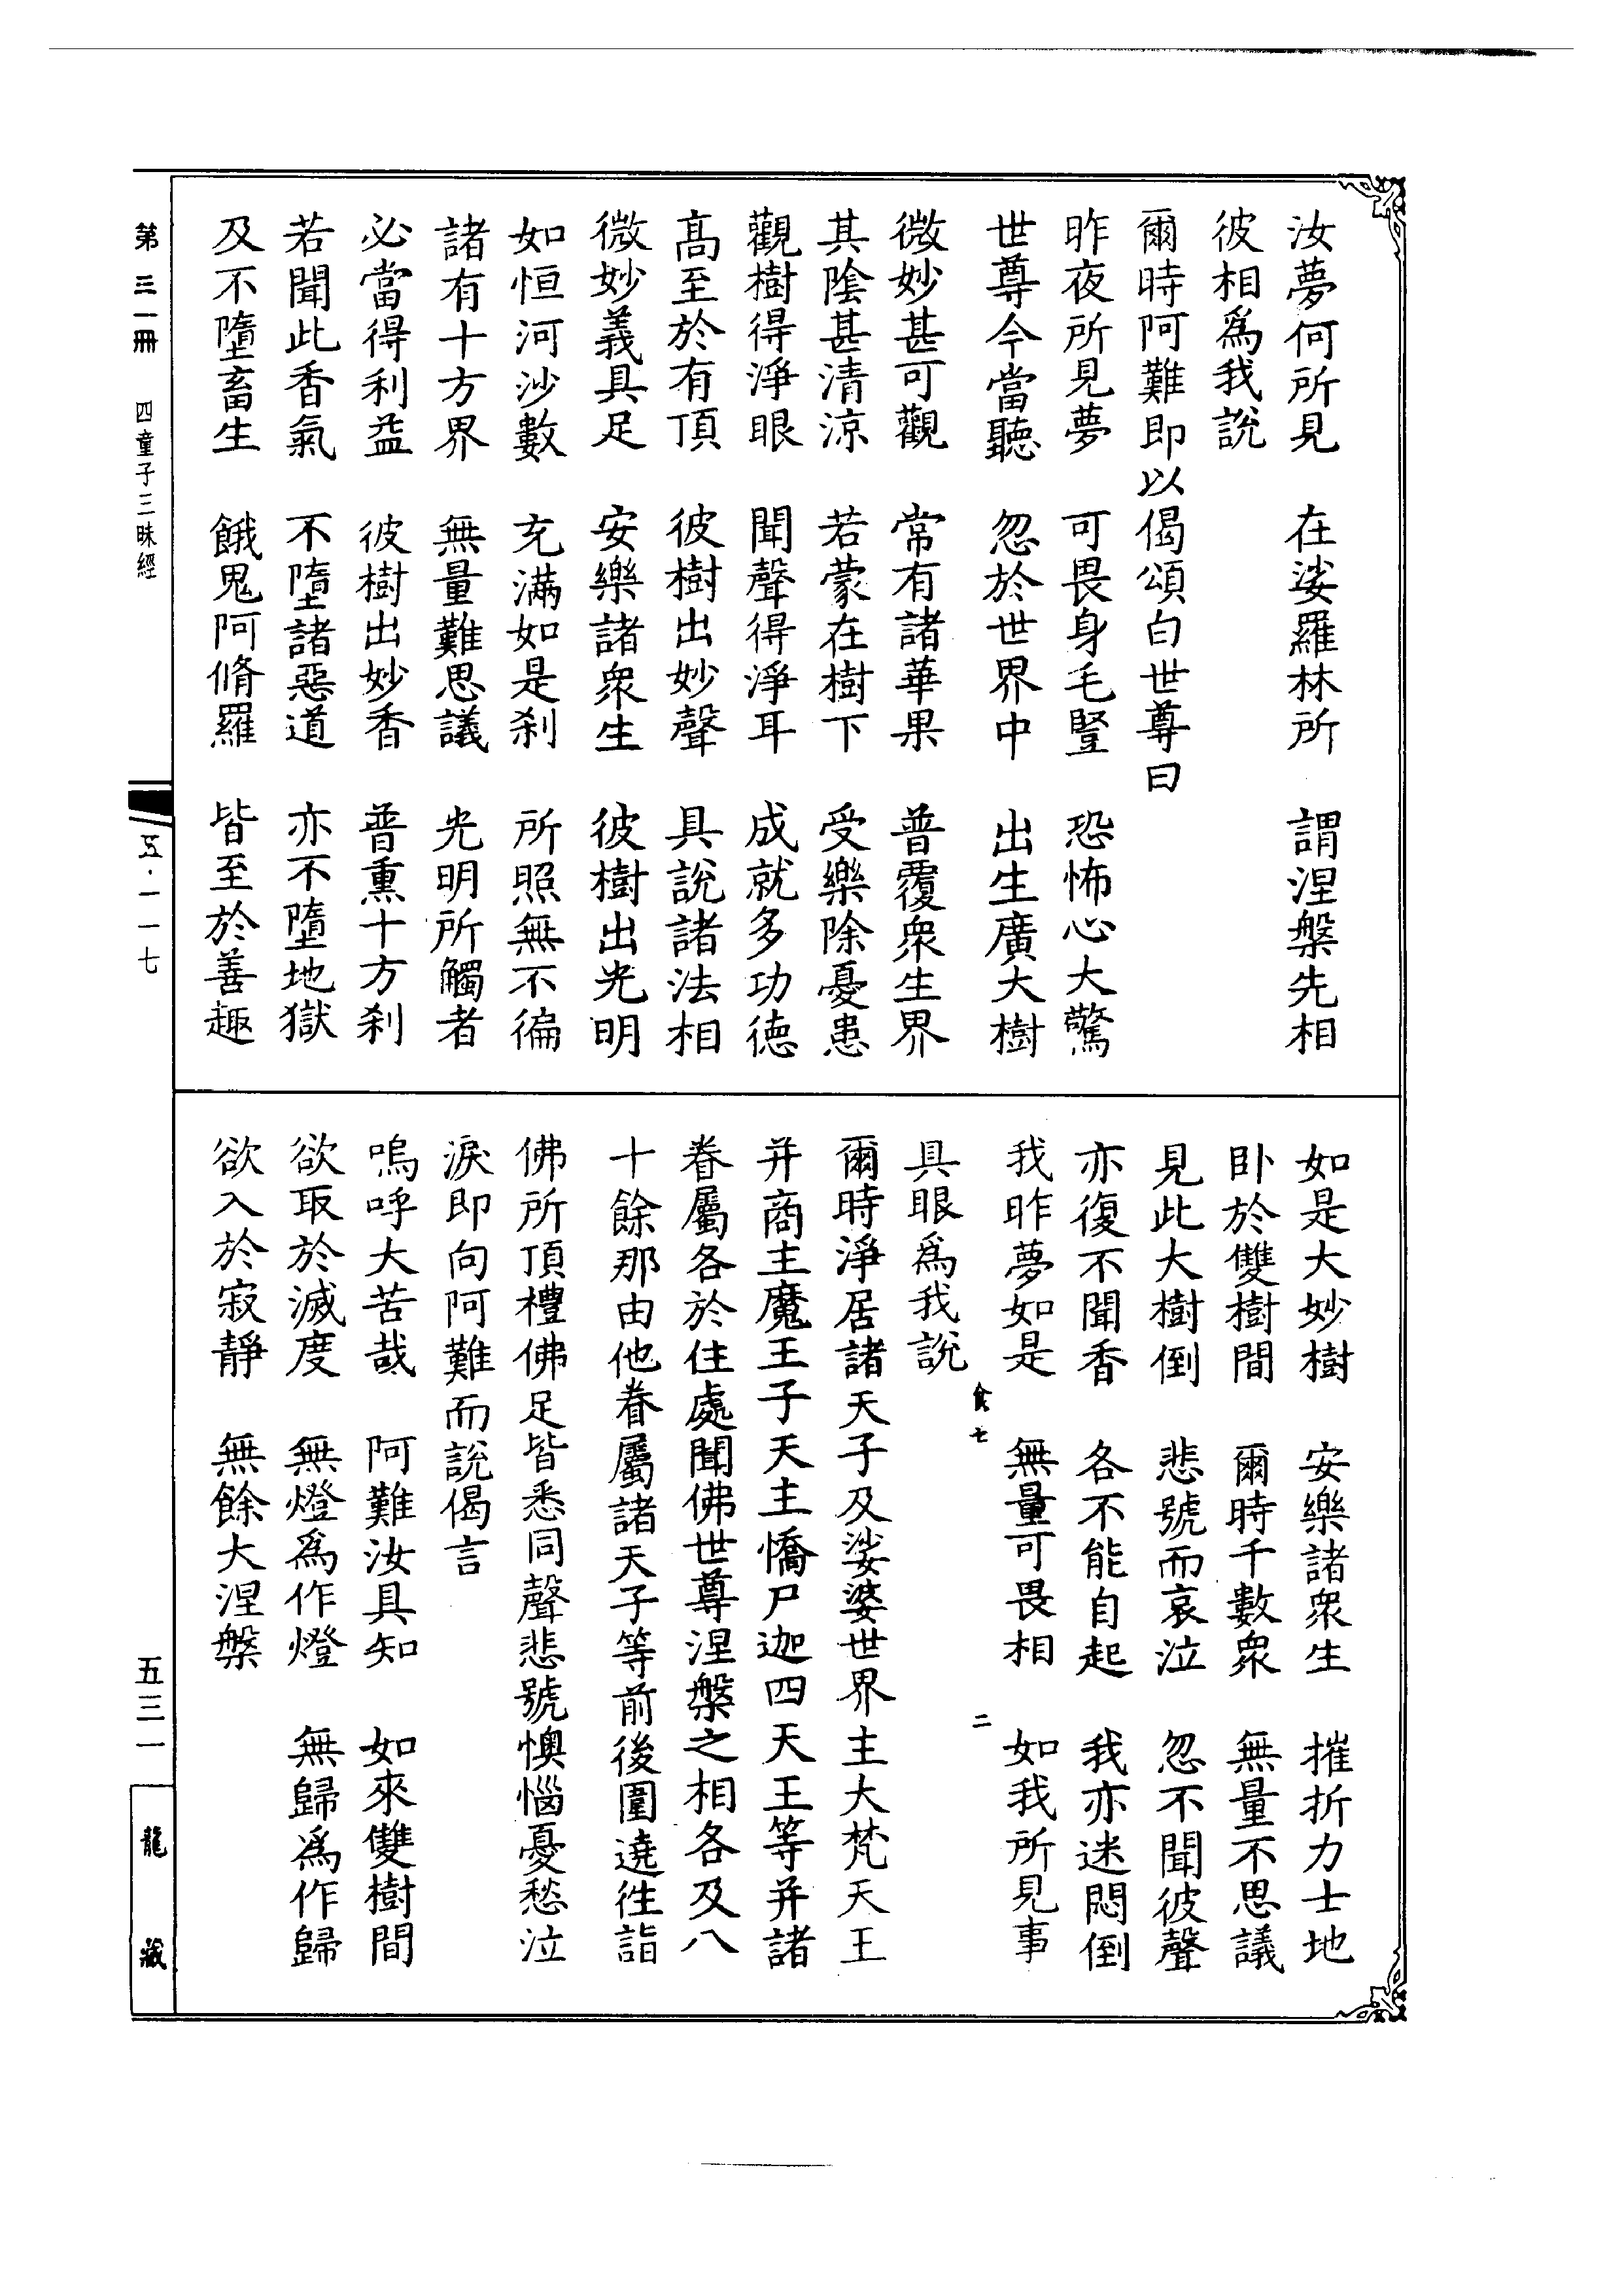 汝夢何所見　在娑羅林所　謂涅槃先相
彼相爲我說
爾時阿難即以偈頌白世尊曰
昨夜所見夢　可畏身毛豎　恐怖心大驚
世尊今當聽　忽於世界中　出生廣大樹
微妙甚可觀　常有諸華果　普覆衆生界
其陰甚清涼　若蒙在樹下　受樂除憂患
觀樹得淨眼　聞聲得淨耳　成就多功德
高至於有頂　彼樹出妙聲　具說諸法相
微妙義具足　安樂諸衆生　彼樹出光明
如恒河沙數　充滿如是刹　所照無不徧
諸有十方界　無量難思議　光明所觸者
必當得利益　彼樹出妙香　普熏十方刹
若聞此香氣　不墮諸惡道　亦不墮地獄
及不墮畜生　餓鬼阿脩羅　皆至於善趣
如是大妙樹　安樂諸衆生　摧折力士地
卧於雙樹間　爾時千數衆　無量不思議
見此大樹倒　悲號而哀泣　忽不聞彼聲
亦復不聞香　各不能自起　我亦迷悶倒
我昨夢如是　無量可畏相　如我所見事
具眼爲我說
食七　二
爾時淨居諸天子及娑婆世界主大梵天王
并商主魔王子天主憍尸迦四天王等并諸
眷屬各於住處聞佛世尊涅槃之相各及八
十餘那由他眷屬諸天子等前後圍遶徃詣
佛所頂禮佛足皆悉同聲悲號懊惱憂愁泣
淚即向阿難而說偈言
嗚呼大苦哉　阿難汝具知　如來雙樹間
欲取於滅度　無燈爲作燈　無歸爲作歸
欲入於寂靜　無餘大涅槃
第三一冊　四童子三昧經
五·一一七
五三一
龍藏